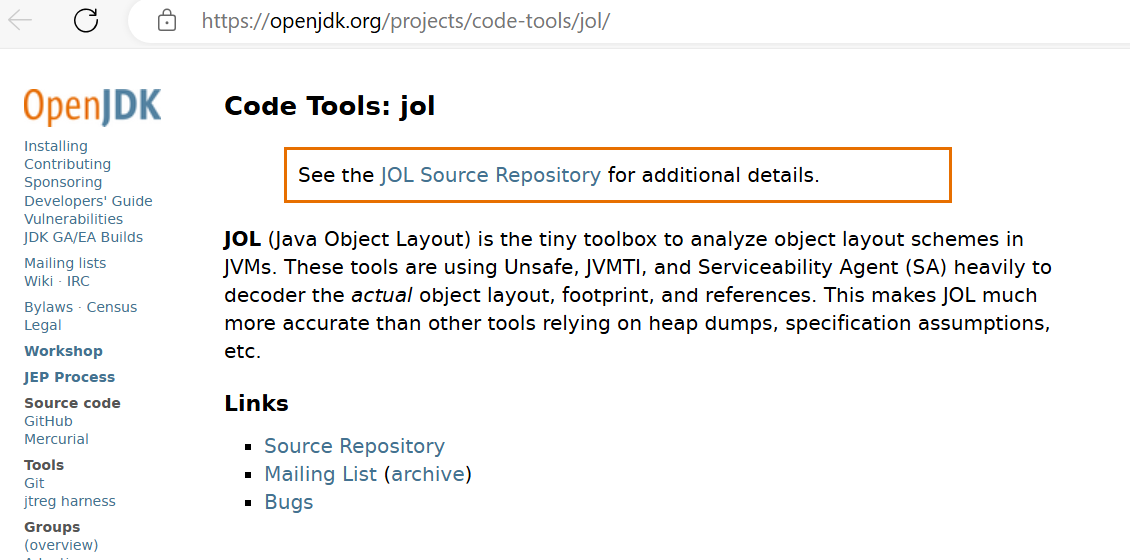 https://openjdk.org/projects/code-tools/jol/
OpenJDK
Installing
Contributing
Sponsoring
Developers' Guide
Vulnerabilities
JDK GA/EA Builds
Mailing lists
Wiki · IRC
Bylaws · Census
Legal
Workshop
JEP Process
Source code
GitHub
Mercurial
Tools
Git
jtreg harness
Groups
(overview)
Code Tools: jol
See the JOL Source Repository for additional details.
JOL (Java Object Layout) is the tiny toolbox to analyze object layout schemes in
JVMs. These tools are using Unsafe, JVMTI, and Serviceability Agent (SA) heavily to
decoder the actual object layout, footprint, and references. This makes JOL much
more accurate than other tools relying on heap dumps, specification assumptions,
etc.
Links
Source Repository
Mailing List (archive)
Bugs